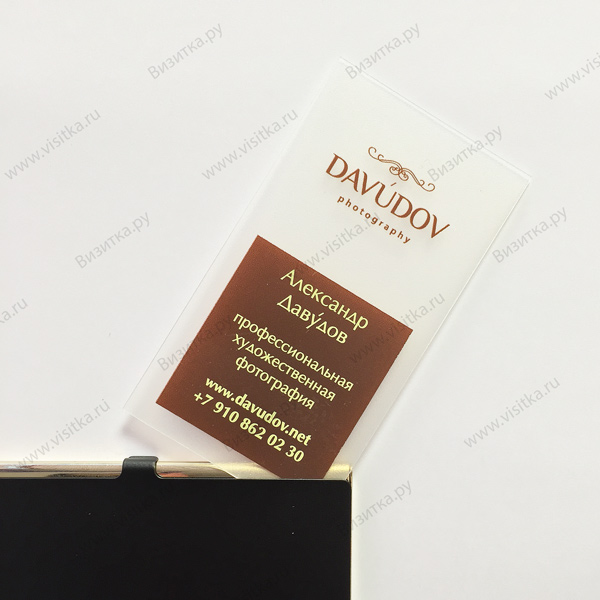 DAVÚDOV
photography
Александр
Даву́дов
профессиональная
художественная
фотография
www.davudov.net
+7 910 862 02 30
Визитка.ру
www.visitka.ru